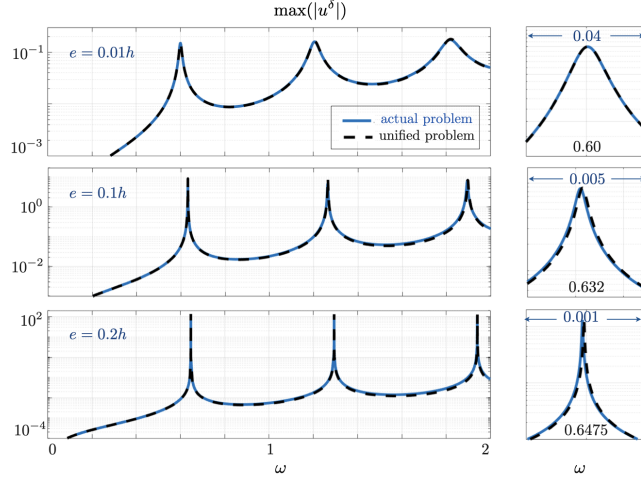 max(|u^δ|)
10^{-1}
10^{-3}
e = 0.01h
actual problem
unified problem
0.04
0.60
10^0
10^{-2}
e = 0.1h
0.005
0.632
10^2
10^{-4}
e = 0.2h
0.001
0.6475
0 1 2
ω ω